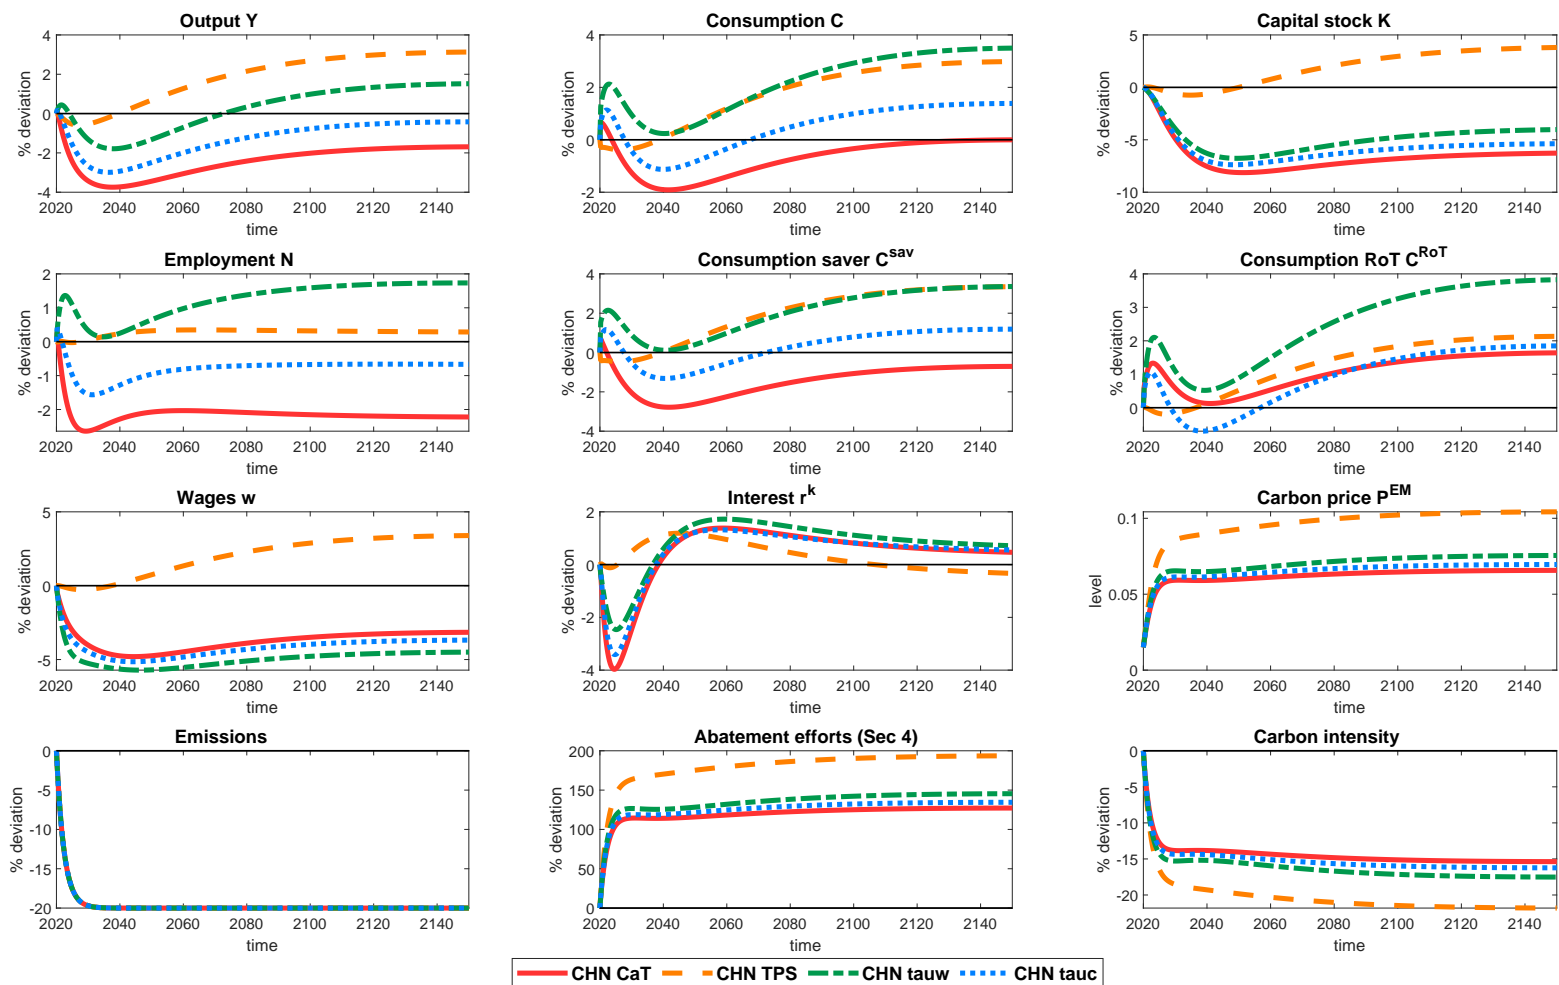 Output Y
4
2
0
-2
-4
% deviation
2020 2040 2060 2080 2100 2120 2140
time
Consumption C
4
2
0
-2
% deviation
2020 2040 2060 2080 2100 2120 2140
time
Capital stock K
5
0
-5
-10
% deviation
2020 2040 2060 2080 2100 2120 2140
time
Employment N
2
1
0
-1
-2
% deviation
2020 2040 2060 2080 2100 2120 2140
time
Consumption saver C^sav
4
2
0
-2
-4
% deviation
2020 2040 2060 2080 2100 2120 2140
time
Consumption RoT C^RoT
4
3
2
1
0
% deviation
2020 2040 2060 2080 2100 2120 2140
time
Wages w
5
0
-5
% deviation
2020 2040 2060 2080 2100 2120 2140
time
Interest r^k
2
0
-2
-4
% deviation
2020 2040 2060 2080 2100 2120 2140
time
Carbon price P^EM
0.1
0.05
0
level
2020 2040 2060 2080 2100 2120 2140
time
Emissions
0
-5
-10
-15
-20
% deviation
2020 2040 2060 2080 2100 2120 2140
time
Abatement efforts (Sec 4)
200
150
100
50
0
% deviation
2020 2040 2060 2080 2100 2120 2140
time
Carbon intensity
0
-5
-10
-15
-20
% deviation
2020 2040 2060 2080 2100 2120 2140
time
CHN CaT CHN TPS CHN tauw CHN tauc